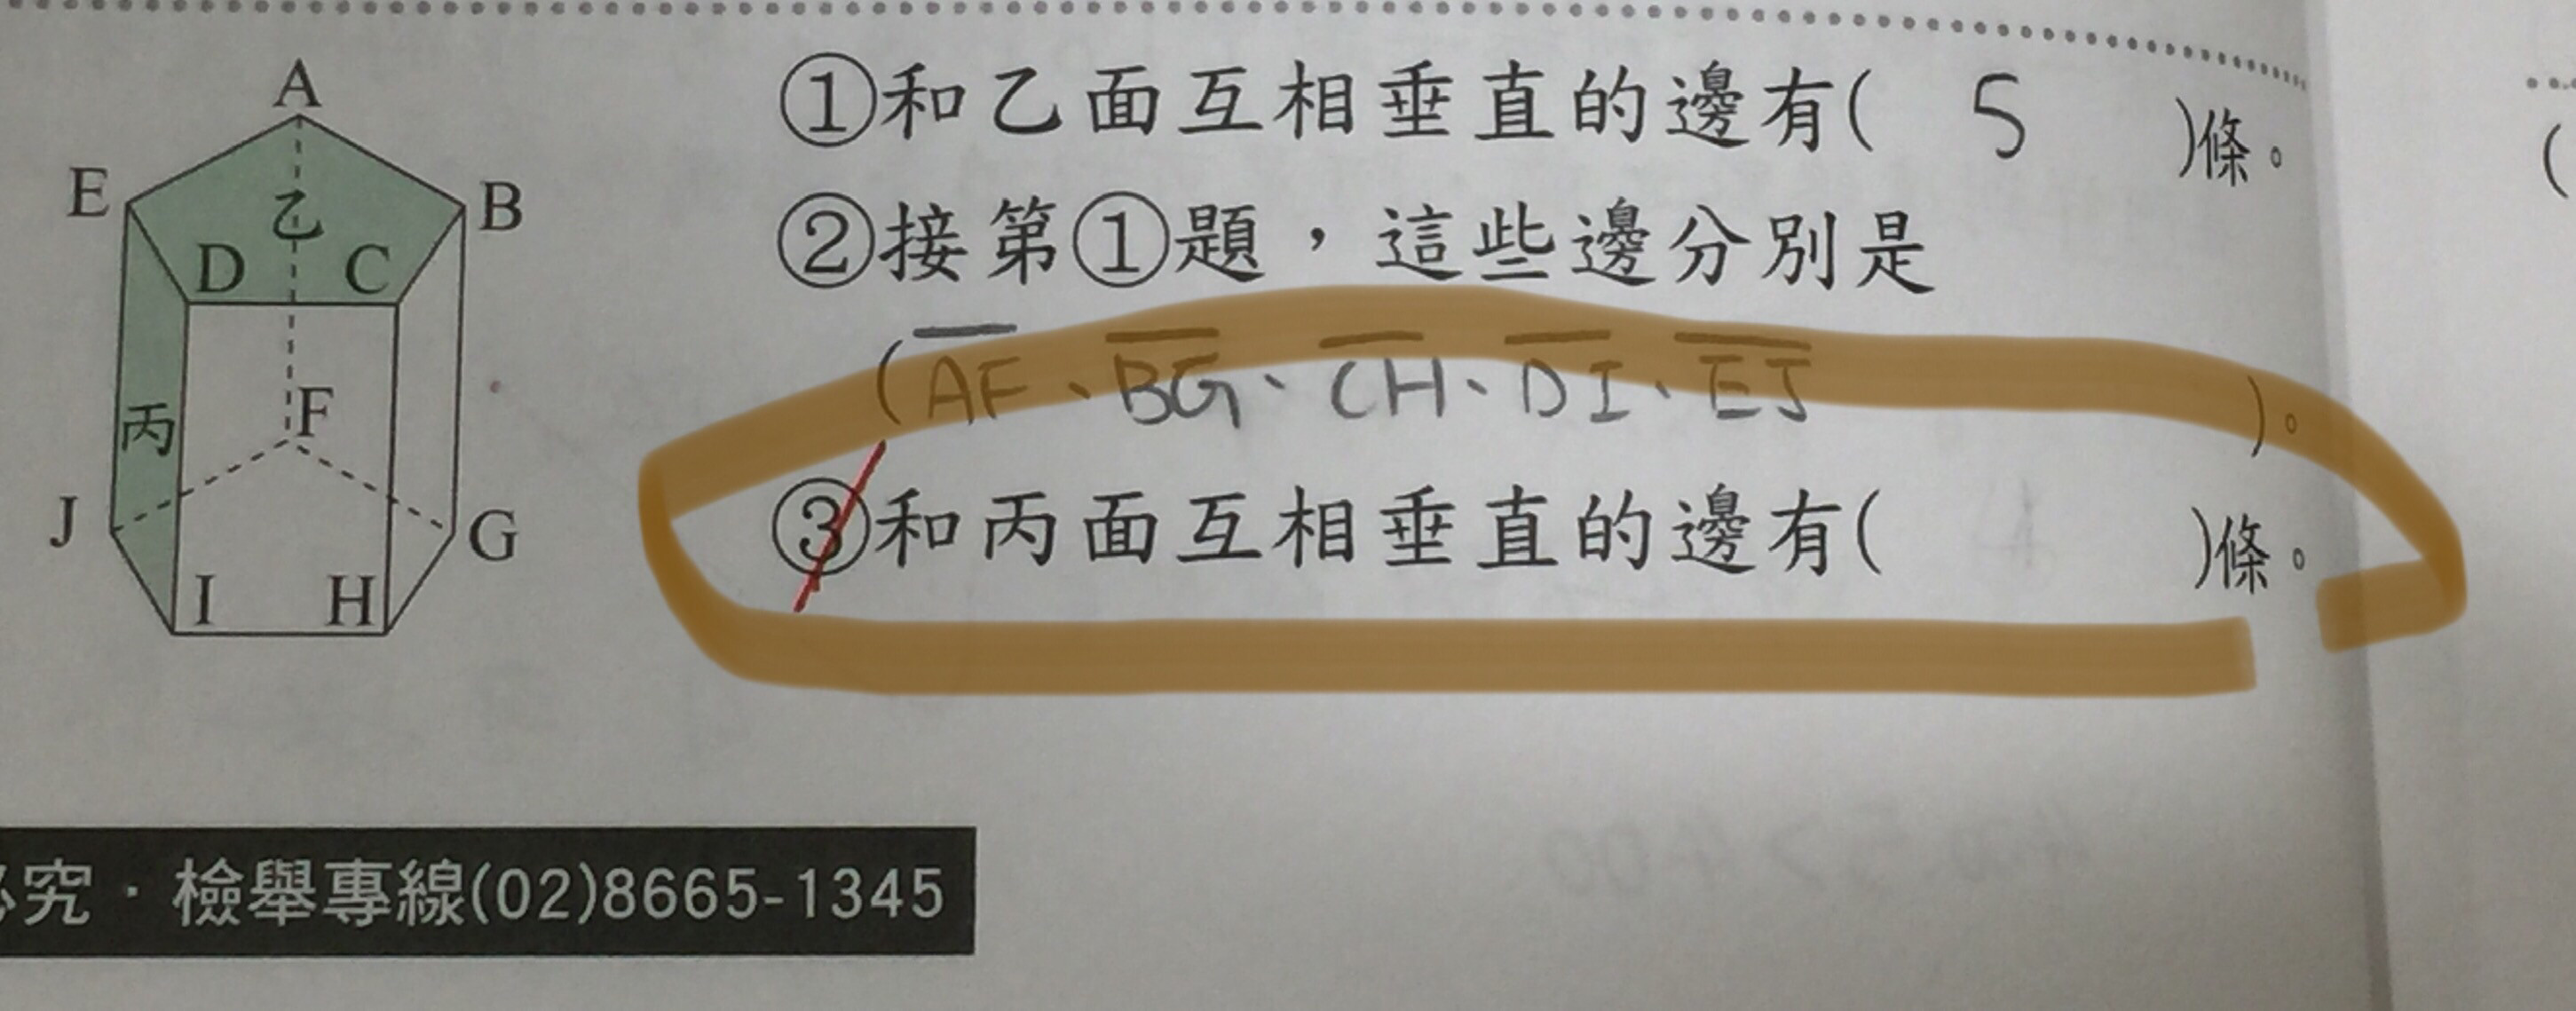 ①和乙面互相垂直的邊有( 5 )條。
②接第①題，這些邊分別是
(AF、BG、CH、DI、EJ)。
③和丙面互相垂直的邊有( )條。
A
E
B
乙
D
C
丙
F
J
G
I
H
究·檢舉專線(02)8665-1345